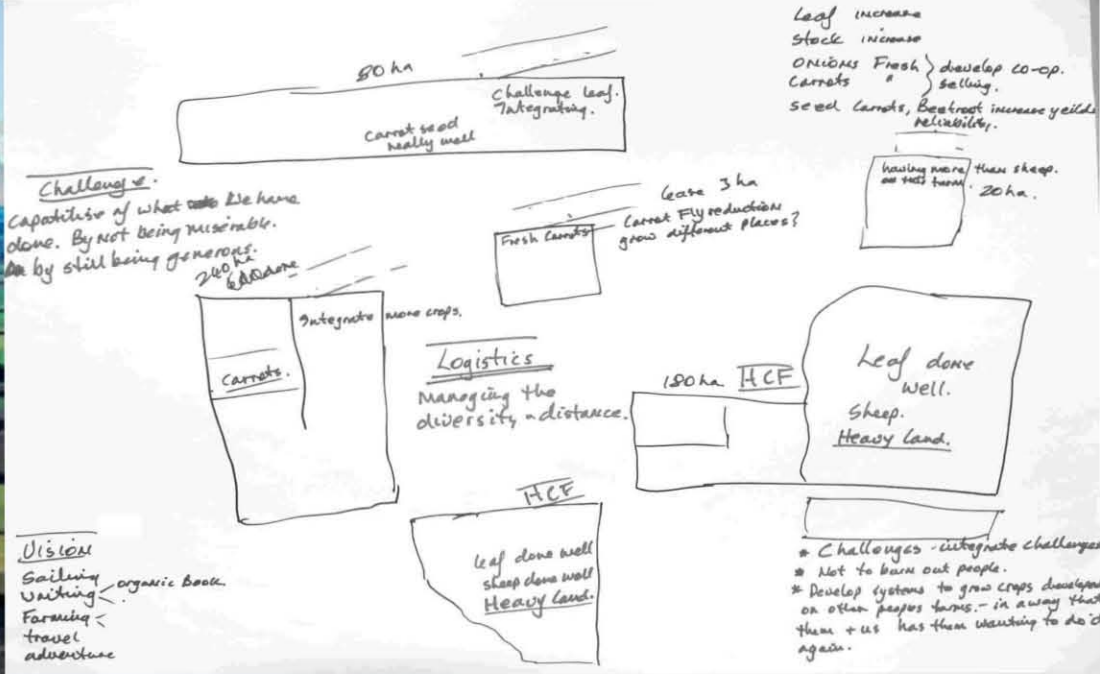 Leaf increase
Stock increase
Onions Fresh } develop co-op.
Carrots " } selling.
seed carrots, Beetroot increase yeilds
reliability.
80 ha
Challenge leaf.
Integrating.
Carrot seed
really well
having more than sheep.
on this farm
20ha.
Challenge.
Capatilise of what we have
done. By Not being miserable.
by still being generous.
lease 3 ha
Carrot Fly reduction
grow different places?
Fresh Carrots
240 ha
Integrate more crops.
Carrots.
Logistics
Managing the
diversity distance.
180 ha HCF
Leaf done
well.
Sheep.
Heavy Land.
HCF
leaf done well
sheep done well
Heavy Land.
Vision
Sailing
writing < organic Book
Farming <
travel
adventure
* Challenges - integrate challenges
* Not to burn out people.
* Develop systems to grow crops
on other peoples farms. - in a way that
them + us has them wanting to do it
again.